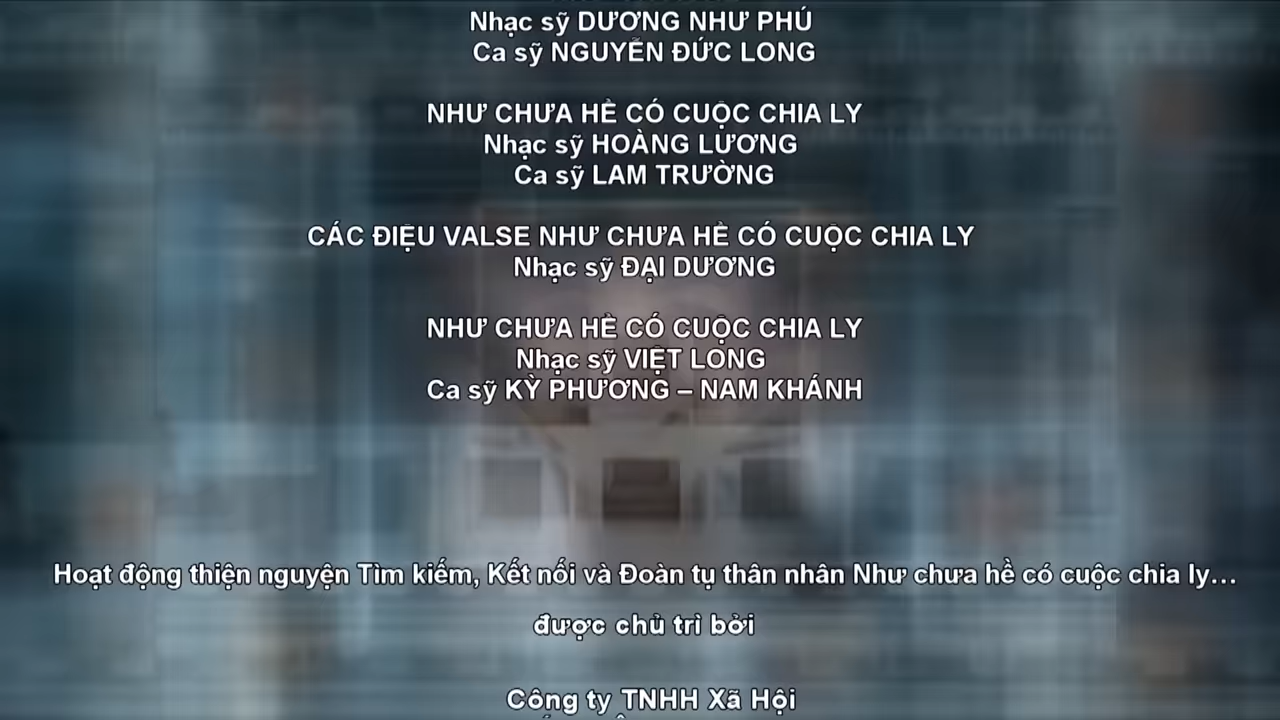 Nhạc sỹ DƯƠNG NHƯ PHÚ
Ca sỹ NGUYỄN ĐỨC LONG
NHƯ CHƯA HỀ CÓ CUỘC CHIA LY
Nhạc sỹ HOÀNG LƯƠNG
Ca sỹ LAM TRƯỜNG
CÁC ĐIỆU VALSE NHƯ CHƯA HỀ CÓ CUỘC CHIA LY
Nhạc sỹ ĐẠI DƯƠNG
NHƯ CHƯA HỀ CÓ CUỘC CHIA LY
Nhạc sỹ VIỆT LONG
Ca sỹ KỲ PHƯƠNG – NAM KHÁNH
Hoạt động thiện nguyện Tìm kiếm, Kết nối và Đoàn tụ thân nhân Như chưa hề có cuộc chia ly...
được chủ trì bởi
Công ty TNHH Xã Hội